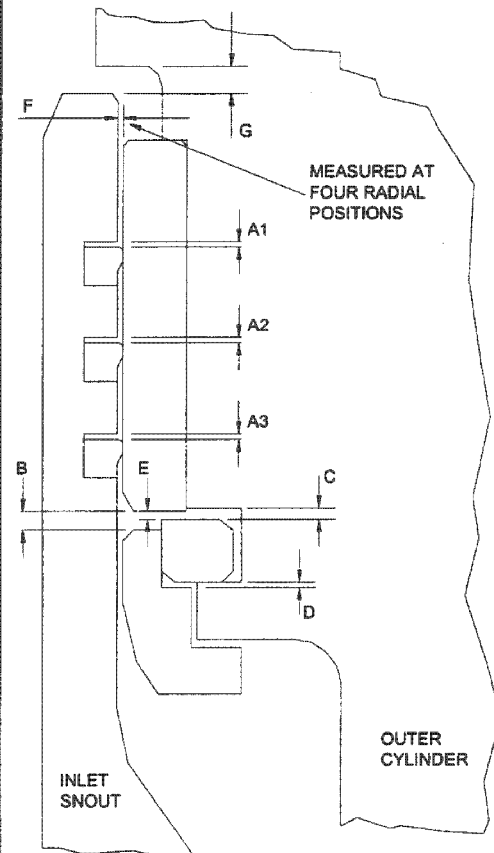 F
G
MEASURED AT
FOUR RADIAL
POSITIONS
A1
A2
A3
B
E
C
D
OUTER
CYLINDER
INLET
SNOUT